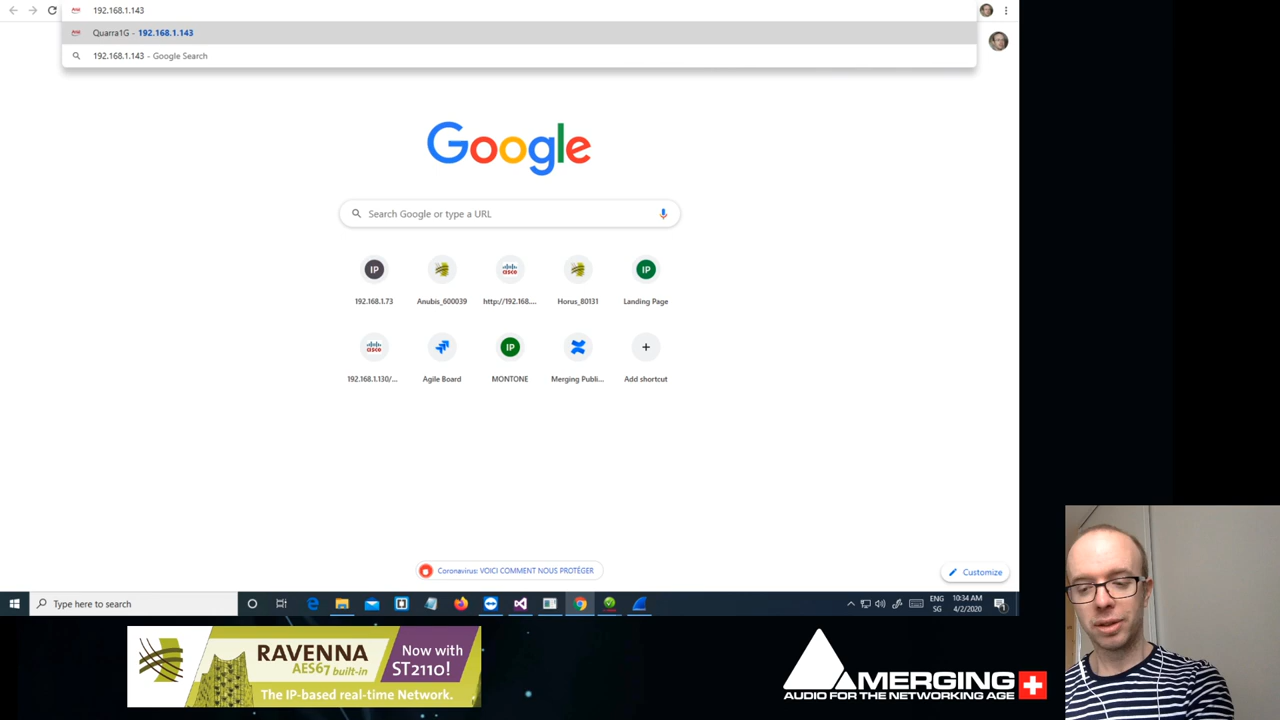 192.168.1.143
Quarra1G - 192.168.1.143
192.168.1.143 - Google Search
Google
Search Google or type a URL
IP
IP
192.168.1.73
Anubis_600039
http://192.168....
Horus_80131
Landing Page
IP
192.168.1.130/...
Agile Board
MONTONE
Merging Publi...
Add shortcut
Coronavirus: VOICI COMMENT NOUS PROTÉGER
Customize
Type here to search
ENG
SG
10:34 AM
4/2/2020
RAVENNA
AES67 built-in
The IP-based real-time Network.
Now with
ST2110!
MERGING
AUDIO FOR THE NETWORKING AGE